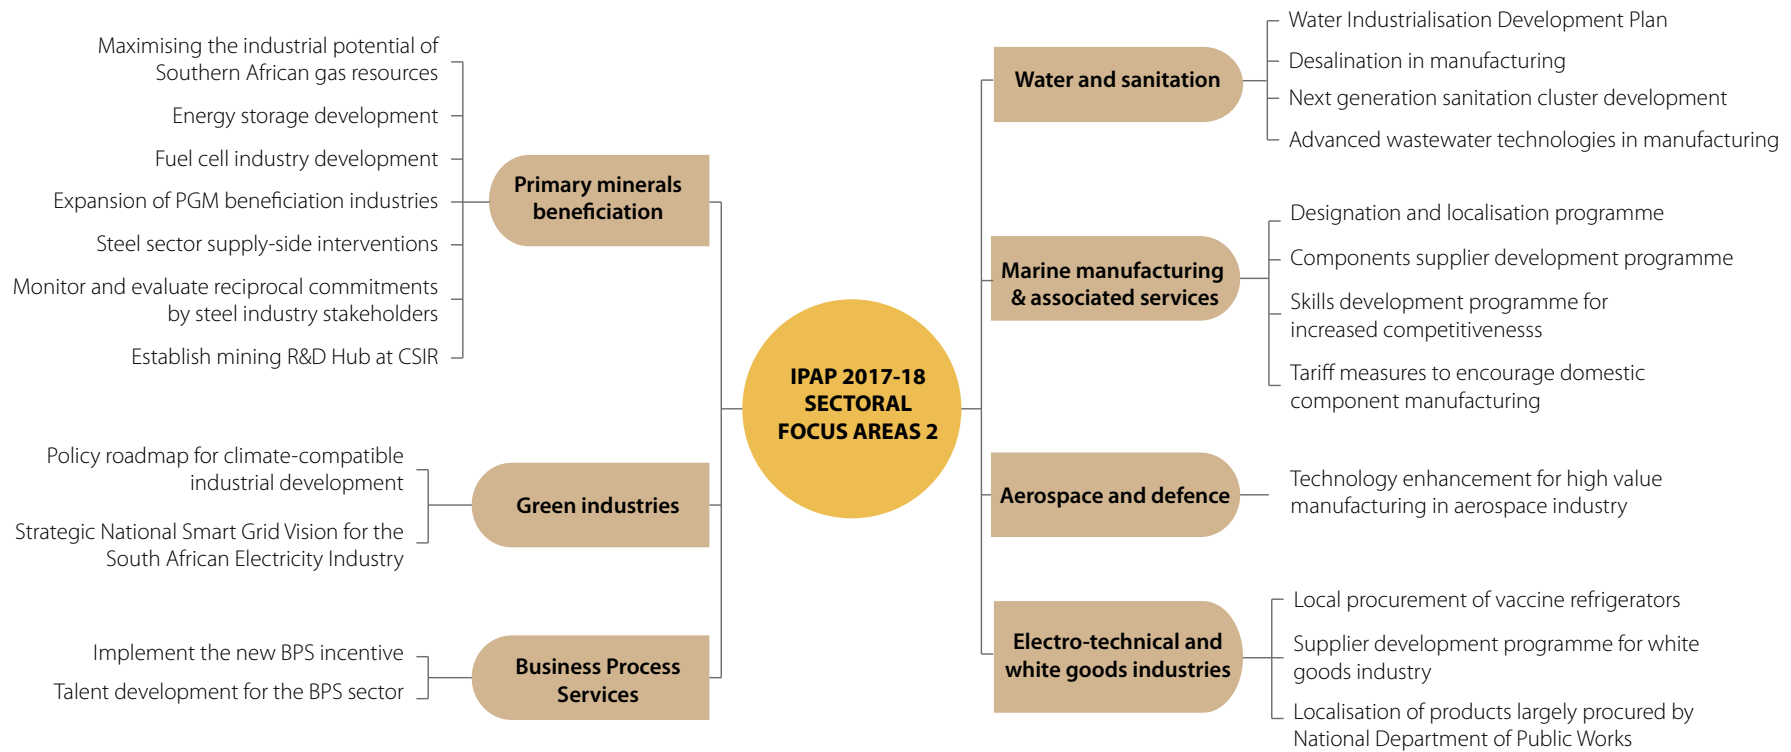 Maximising the industrial potential of
Southern African gas resources
Energy storage development
Fuel cell industry development
Expansion of PGM beneficiation industries
Steel sector supply-side interventions
Monitor and evaluate reciprocal commitments
by steel industry stakeholders
Establish mining R&D Hub at CSIR
Primary minerals
beneficiation
Policy roadmap for climate-compatible
industrial development
Strategic National Smart Grid Vision for the
South African Electricity Industry
Green industries
Implement the new BPS incentive
Talent development for the BPS sector
Business Process
Services
IPAP 2017-18
SECTORAL
FOCUS AREAS 2
Water and sanitation
Water Industrialisation Development Plan
Desalination in manufacturing
Next generation sanitation cluster development
Advanced wastewater technologies in manufacturing
Marine manufacturing
& associated services
Designation and localisation programme
Components supplier development programme
Skills development programme for
increased competitivenesss
Tariff measures to encourage domestic
component manufacturing
Aerospace and defence
Technology enhancement for high value
manufacturing in aerospace industry
Electro-technical and
white goods industries
Local procurement of vaccine refrigerators
Supplier development programme for white
goods industry
Localisation of products largely procured by
National Department of Public Works